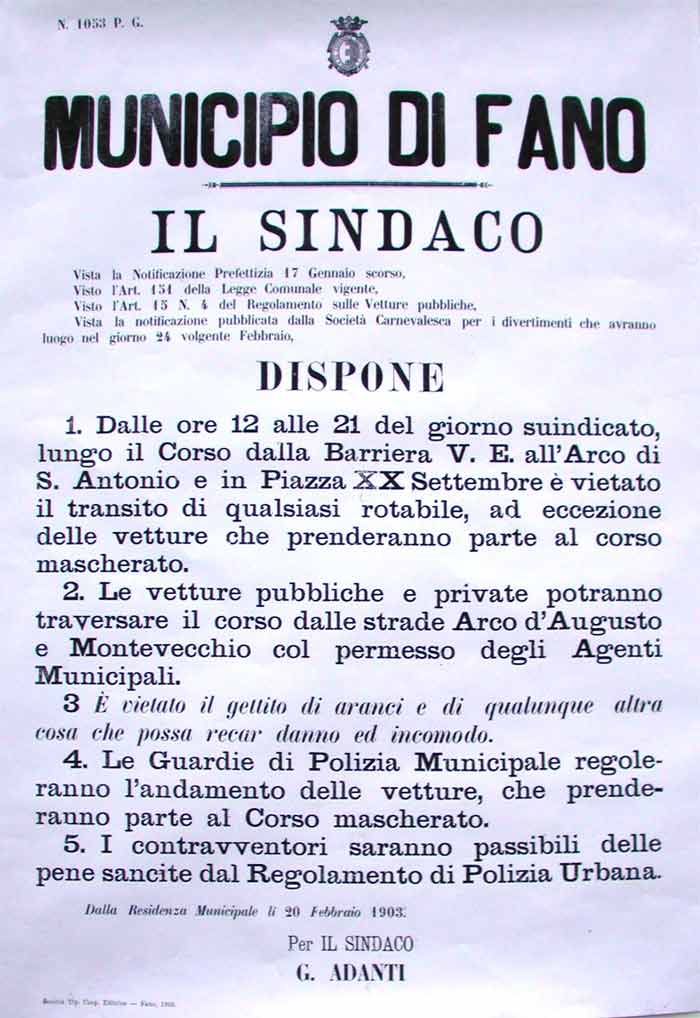 N. 1053 P. G.
MUNICIPIO DI FANO
IL SINDACO
Vista la Notificazione Prefettizia 17 Gennaio scorso,
Visto l'Art. 151 della Legge Comunale vigente,
Visto l'Art. 15 N. 4 del Regolamento sulle Vetture pubbliche,
Vista la notificazione pubblicata dalla Società Carnevalesca per i divertimenti che avranno
luogo nel giorno 24 volgente Febbraio,
DISPONE
1. Dalle ore 12 alle 21 del giorno suindicato,
lungo il Corso dalla Barriera V. E. all'Arco di
S. Antonio e in Piazza XX Settembre è vietato
il transito di qualsiasi rotabile, ad eccezione
delle vetture che prenderanno parte al corso
mascherato.
2. Le vetture pubbliche e private potranno
traversare il corso dalle strade Arco d'Augusto
e Montevecchio col permesso degli Agenti
Municipali.
3 È vietato il gettito di aranci e di qualunque altra
cosa che possa recar danno ed incomodo.
4. Le Guardie di Polizia Municipale regole-
ranno l'andamento delle vetture, che prende-
ranno parte al Corso mascherato.
5. I contravventori saranno passibili delle
pene sancite dal Regolamento di Polizia Urbana.
Dalla Residenza Municipale li 20 Febbraio 1903.
Per IL SINDACO
G. ADANTI
Società Tip. Coop. Editrice — Fano, 1903.